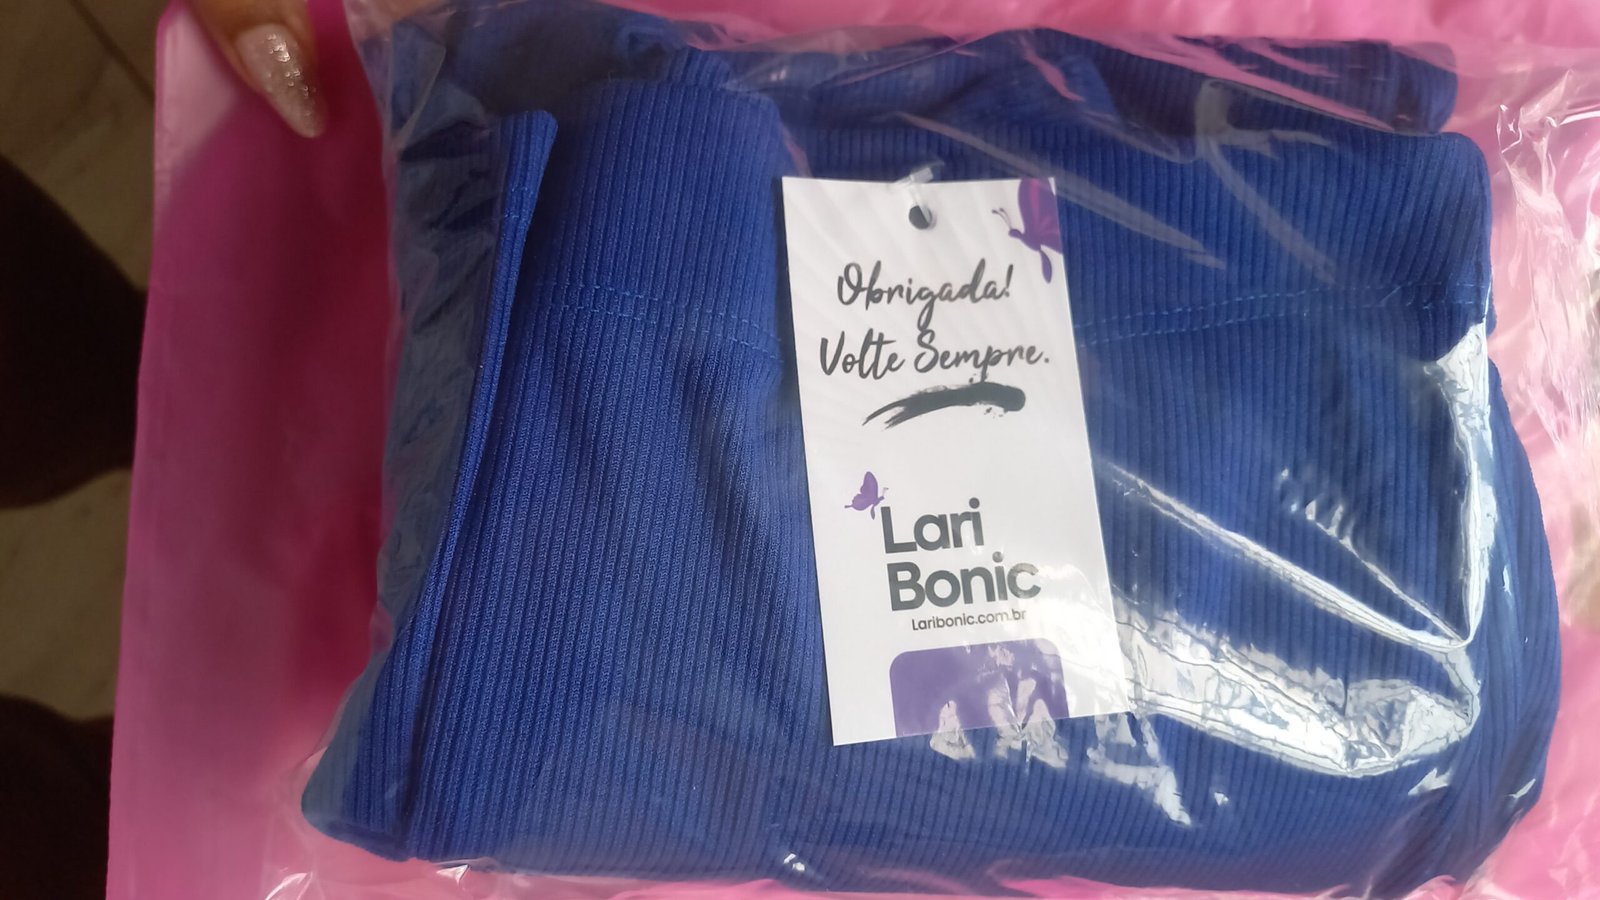 Obrigada!
Volte Sempre.
Lari
Bonic
Laribonic.com.br